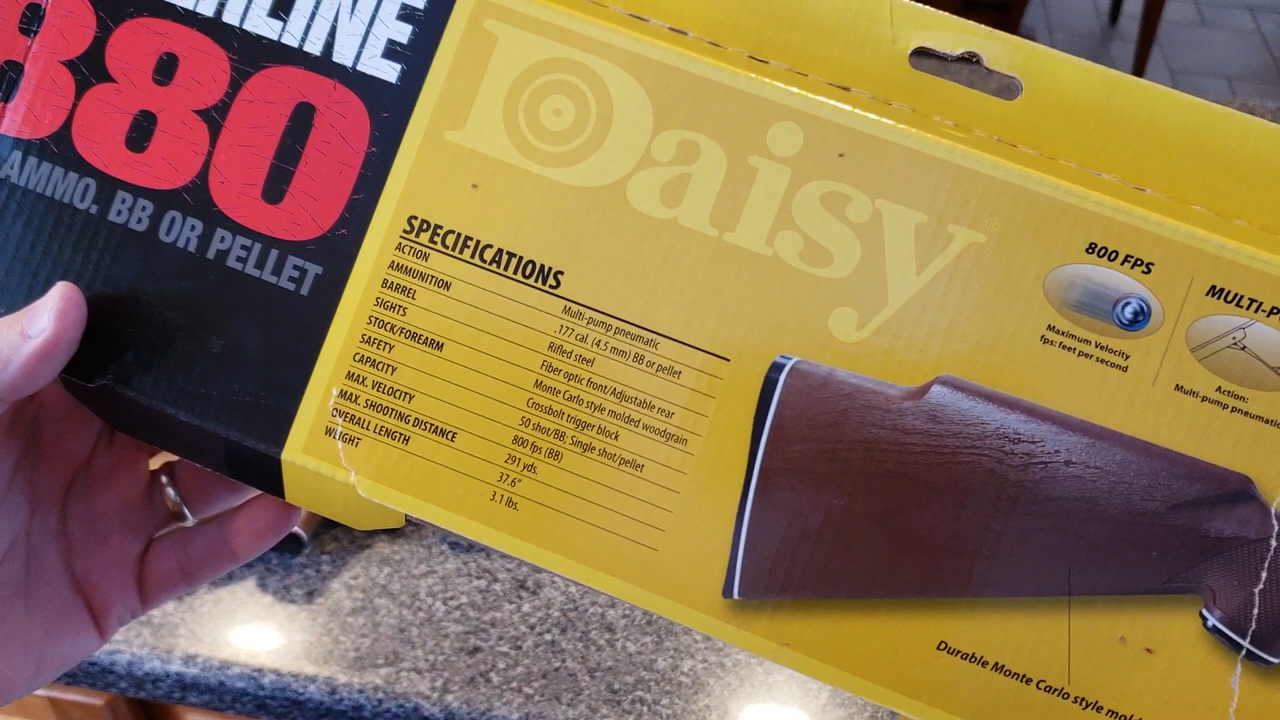 ERLINE
880
AMMO. BB OR PELLET
Daisy®
SPECIFICATIONS
ACTION Multi-pump pneumatic
AMMUNITION .177 cal. (4.5 mm) BB or pellet
BARREL Rifled steel
SIGHTS Fiber optic front/Adjustable rear
STOCK/FOREARM Monte Carlo style molded woodgrain
SAFETY Crossbolt trigger block
CAPACITY 50 shot/BB; Single shot/pellet
MAX. VELOCITY 800 fps (BB)
MAX. SHOOTING DISTANCE 291 yds.
OVERALL LENGTH 37.6"
WEIGHT 3.1 lbs.
800 FPS
Maximum Velocity
fps: feet per second
MULTI-P
Action:
Multi-pump pneumatic
Durable Monte Carlo style mol